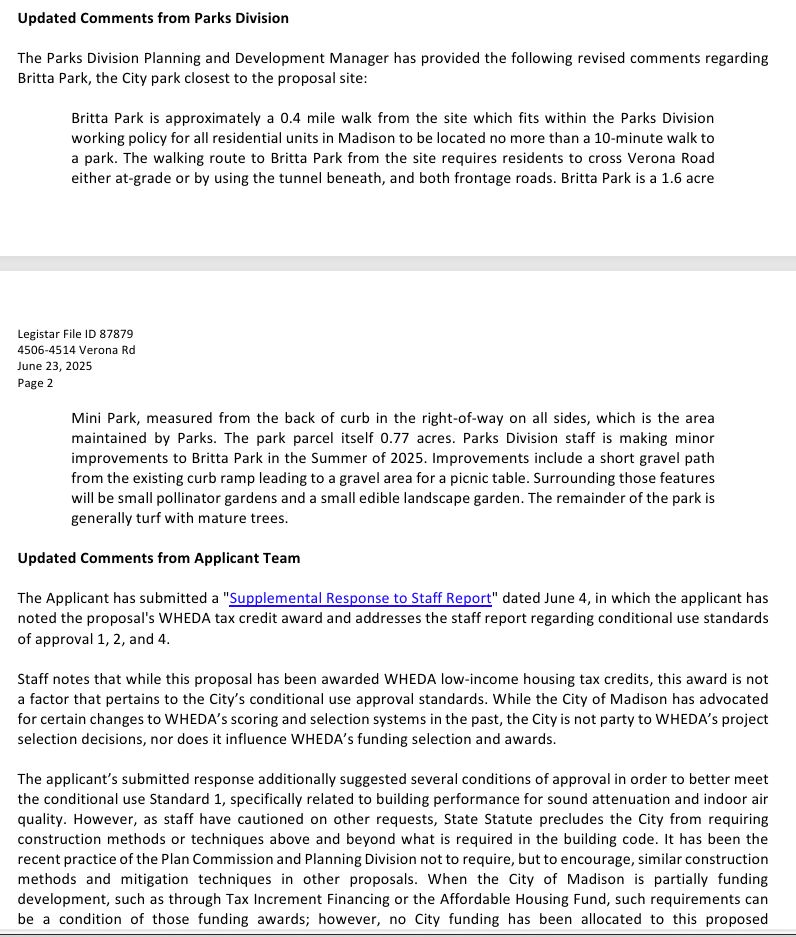 Updated Comments from Parks Division
The Parks Division Planning and Development Manager has provided the following revised comments regarding
Britta Park, the City park closest to the proposal site:
Britta Park is approximately a 0.4 mile walk from the site which fits within the Parks Division
working policy for all residential units in Madison to be located no more than a 10-minute walk to
a park. The walking route to Britta Park from the site requires residents to cross Verona Road
either at-grade or by using the tunnel beneath, and both frontage roads. Britta Park is a 1.6 acre
Legistar File ID 87879
4506-4514 Verona Rd
June 23, 2025
Page 2
Mini Park, measured from the back of curb in the right-of-way on all sides, which is the area
maintained by Parks. The park parcel itself 0.77 acres. Parks Division staff is making minor
improvements to Britta Park in the Summer of 2025. Improvements include a short gravel path
from the existing curb ramp leading to a gravel area for a picnic table. Surrounding those features
will be small pollinator gardens and a small edible landscape garden. The remainder of the park is
generally turf with mature trees.
Updated Comments from Applicant Team
The Applicant has submitted a "Supplemental Response to Staff Report" dated June 4, in which the applicant has
noted the proposal's WHEDA tax credit award and addresses the staff report regarding conditional use standards
of approval 1, 2, and 4.
Staff notes that while this proposal has been awarded WHEDA low-income housing tax credits, this award is not
a factor that pertains to the City's conditional use approval standards. While the City of Madison has advocated
for certain changes to WHEDA's scoring and selection systems in the past, the City is not party to WHEDA's project
selection decisions, nor does it influence WHEDA's funding selection and awards.
The applicant's submitted response additionally suggested several conditions of approval in order to better meet
the conditional use Standard 1, specifically related to building performance for sound attenuation and indoor air
quality. However, as staff have cautioned on other requests, State Statute precludes the City from requiring
construction methods or techniques above and beyond what is required in the building code. It has been the
recent practice of the Plan Commission and Planning Division not to require, but to encourage, similar construction
methods and mitigation techniques in other proposals. When the City of Madison is partially funding
development, such as through Tax Increment Financing or the Affordable Housing Fund, such requirements can
be a condition of those funding awards; however, no City funding has been allocated to this proposed